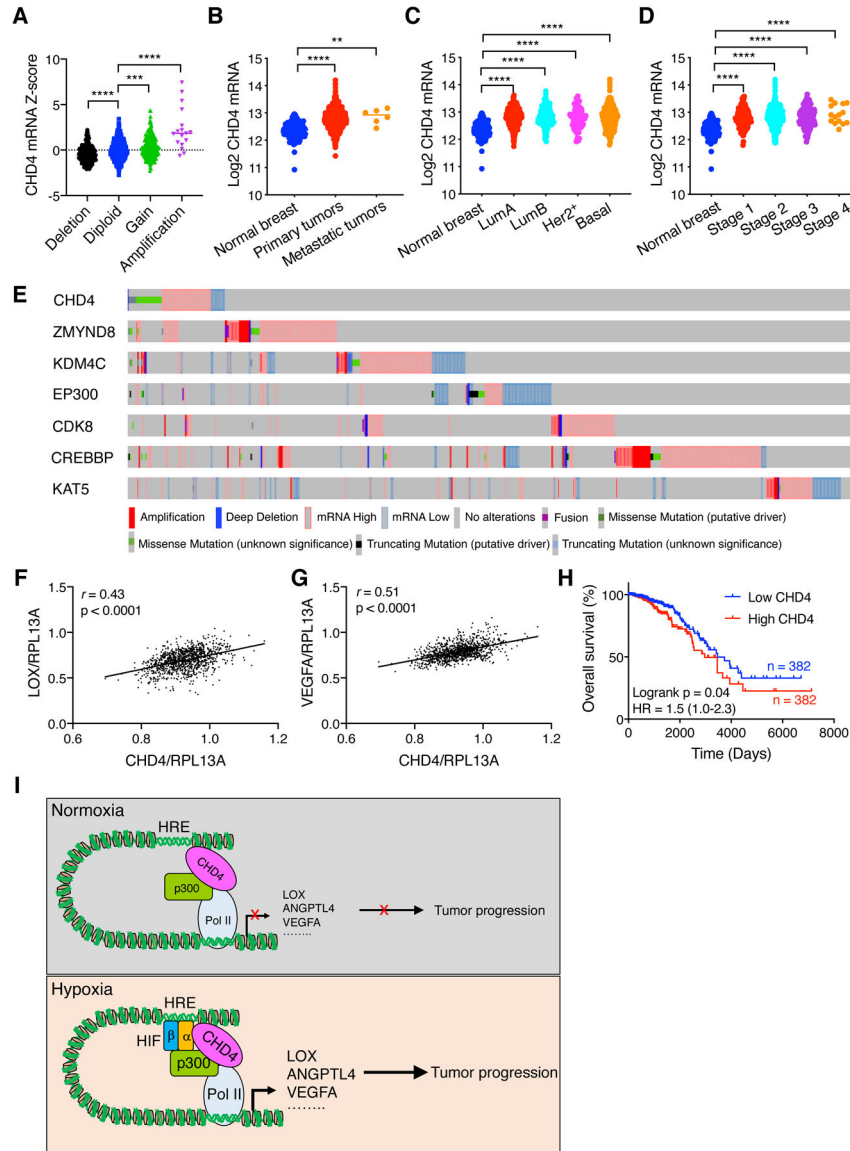 A
CHD4 mRNA Z-score
10
5
0
-5
****
***
****
Deletion
Diploid
Gain
Amplification
B
Log2 CHD4 mRNA
15
14
13
12
11
10
**
****
Normal breast
Primary tumors
Metastatic tumors
C
Log2 CHD4 mRNA
15
14
13
12
11
10
****
****
****
****
Normal breast
LumA
LumB
Her2+
Basal
D
Log2 CHD4 mRNA
15
14
13
12
11
10
****
****
****
****
Normal breast
Stage 1
Stage 2
Stage 3
Stage 4
E
CHD4
ZMYND8
KDM4C
EP300
CDK8
CREBBP
KAT5
Amplification Deep Deletion mRNA High mRNA Low No alterations Fusion Missense Mutation (putative driver)
Missense Mutation (unknown significance) Truncating Mutation (putative driver) Truncating Mutation (unknown significance)
F
r = 0.43
p < 0.0001
LOX/RPL13A
1.5
1.0
0.5
0.0
0.6 0.8 1.0 1.2
CHD4/RPL13A
G
r = 0.51
p < 0.0001
VEGFA/RPL13A
1.5
1.0
0.5
0.0
0.6 0.8 1.0 1.2
CHD4/RPL13A
H
Overall survival (%)
100
50
0
Low CHD4
High CHD4
n = 382
n = 382
Logrank p = 0.04
HR = 1.5 (1.0-2.3)
0 2000 4000 6000 8000
Time (Days)
I
Normoxia
HRE
CHD4
p300
Pol II
X
LOX
ANGPTL4
VEGFA
........
X
Tumor progression
Hypoxia
HRE
HIF
β α
CHD4
p300
Pol II
LOX
ANGPTL4
VEGFA
........
Tumor progression